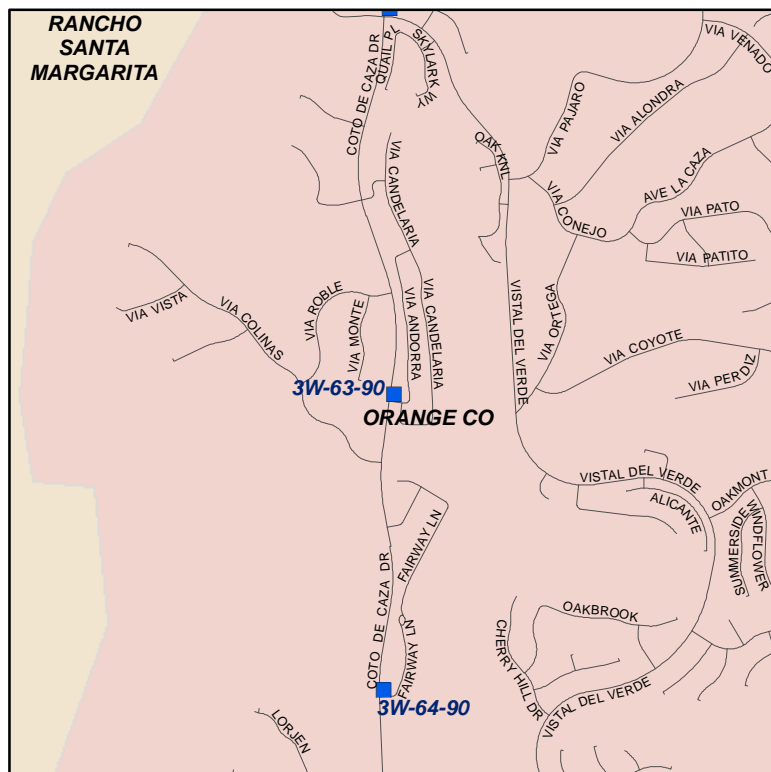 RANCHO
SANTA
MARGARITA
COTO DE CAZA DR
QUAIL PL
SKYLARK WY
VIA VENADO
VIA ALONDRA
VIA PAJARO
OAK KNL
VIA CANDELARIA
AVE LA CAZA
VIA CONEJO
VIA PATO
VIA PATITO
VIA VISTA
VIA COLINAS
VIA ROBLE
VIA MONTE
VIA ANDORRA
VIA CANDELARIA
VISTAL DEL VERDE
VIA ORTEGA
VIA COYOTE
VIA PERDIZ
3W-63-90
ORANGE CO
VISTAL DEL VERDE
ALICANTE
OAKMONT
SUMMERSIDE
WINDFLOWER
FAIRWAY LN
COTO DE CAZA DR
FAIRWAY LN
OAKBROOK
CHERRY HILL DR
VISTAL DEL VERDE
3W-64-90
LORJEN